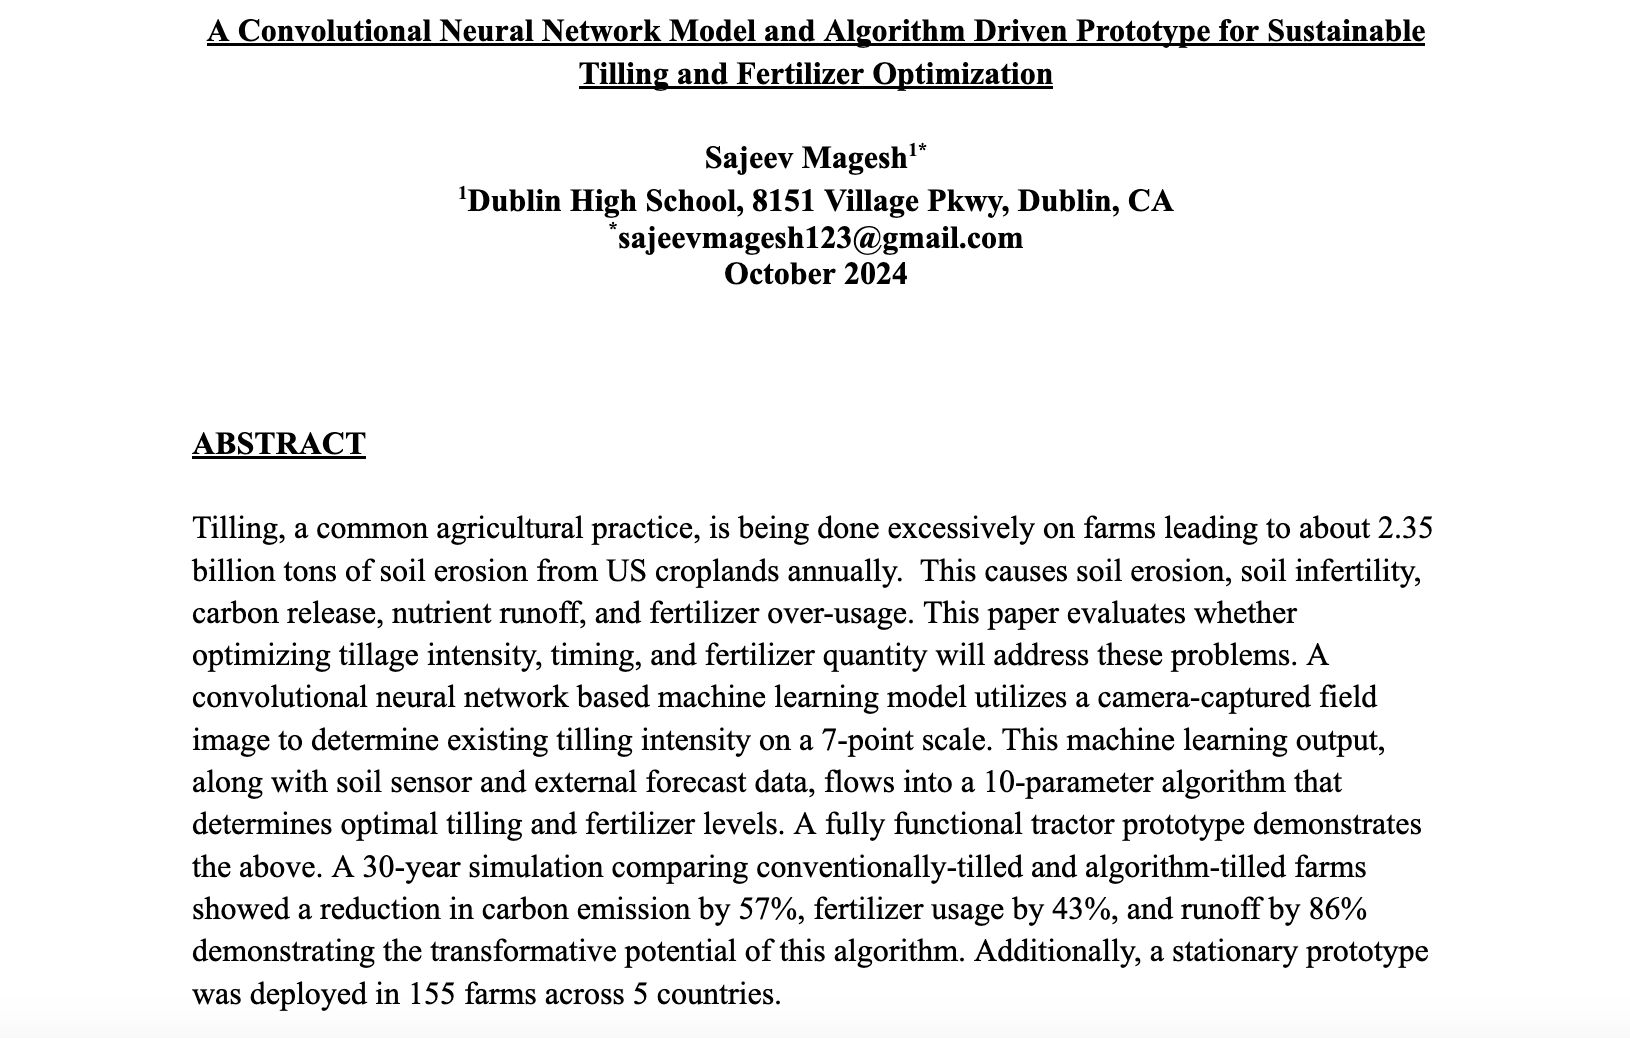 A Convolutional Neural Network Model and Algorithm Driven Prototype for Sustainable
Tilling and Fertilizer Optimization
Sajeev Magesh¹*
¹Dublin High School, 8151 Village Pkwy, Dublin, CA
*sajeevmagesh123@gmail.com
October 2024
ABSTRACT
Tilling, a common agricultural practice, is being done excessively on farms leading to about 2.35
billion tons of soil erosion from US croplands annually.  This causes soil erosion, soil infertility,
carbon release, nutrient runoff, and fertilizer over-usage. This paper evaluates whether
optimizing tillage intensity, timing, and fertilizer quantity will address these problems. A
convolutional neural network based machine learning model utilizes a camera-captured field
image to determine existing tilling intensity on a 7-point scale. This machine learning output,
along with soil sensor and external forecast data, flows into a 10-parameter algorithm that
determines optimal tilling and fertilizer levels. A fully functional tractor prototype demonstrates
the above. A 30-year simulation comparing conventionally-tilled and algorithm-tilled farms
showed a reduction in carbon emission by 57%, fertilizer usage by 43%, and runoff by 86%
demonstrating the transformative potential of this algorithm. Additionally, a stationary prototype
was deployed in 155 farms across 5 countries.